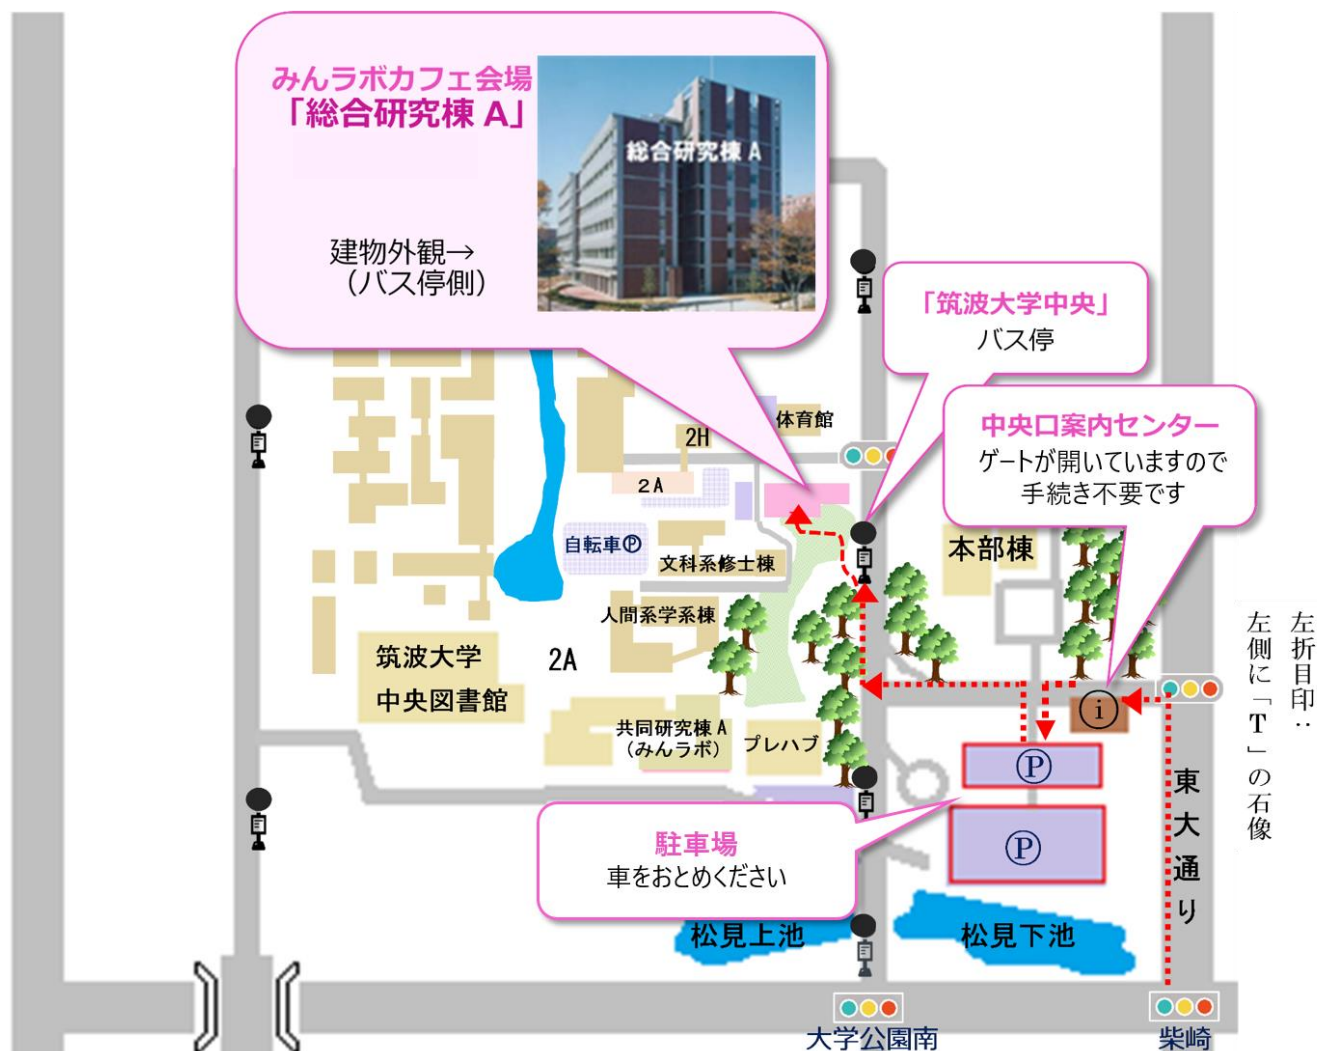 みんラボカフェ会場
「総合研究棟 A」
総合研究棟 A
建物外観→
（バス停側）
「筑波大学中央」
バス停
中央口案内センター
ゲートが開いていますので
手続き不要です
体育館
2H
２A
自転車Ⓟ
文科系修士棟
本部棟
人間系学系棟
2A
筑波大学
中央図書館
共同研究棟 A
（みんラボ）
プレハブ
i
Ⓟ
Ⓟ
駐車場
車をおとめください
東大通り
左折目印：
左側に「T」の石像
松見上池
松見下池
大学公園南
柴崎